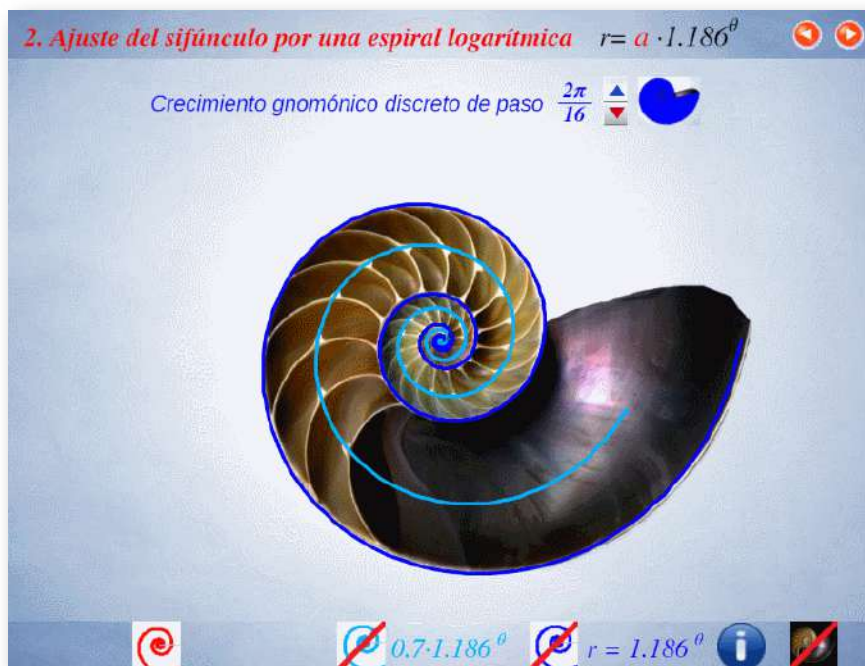 2. Ajuste del sifúnculo por una espiral logarítmica r= a ·1.186^θ
Crecimiento gnomónico discreto de paso 2π/16
0.7·1.186^θ r = 1.186^θ i